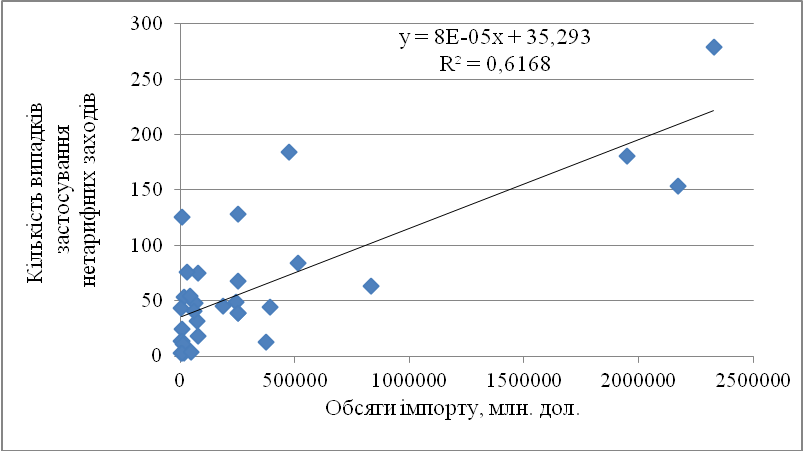 y = 8E-05x + 35,293
R² = 0,6168
300
250
200
150
100
50
0
Кількість випадків
застосування
нетарифних заходів
0 500000 1000000 1500000 2000000 2500000
Обсяги імпорту, млн. дол.